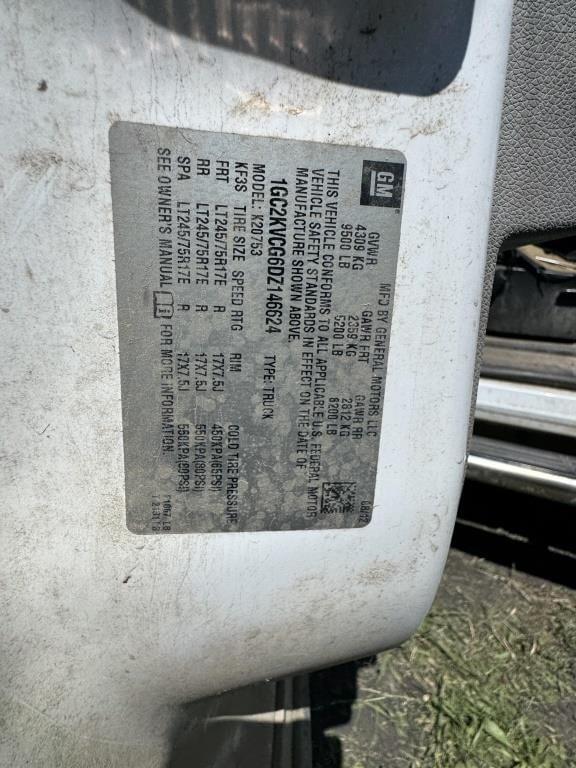 GM
MFD BY GENERAL MOTORS LLC
08/12
GVWR GAWR FRT GAWR RR
4309 KG 2359 KG 2812 KG
9500 LB 5200 LB 6200 LB
THIS VEHICLE CONFORMS TO ALL APPLICABLE U.S. FEDERAL MOTOR
VEHICLE SAFETY STANDARDS IN EFFECT ON THE DATE OF
MANUFACTURE SHOWN ABOVE.
1GC2KVCG6DZ146624 TYPE: TRUCK
MODEL: K20753
KF3S TIRE SIZE SPEED RTG RIM COLD TIRE PRESSURE
FRT LT245/75R17E R 17X7.5J 450KPA(65PSI)
RR LT245/75R17E R 17X7.5J 550KPA(80PSI)
SPA LT245/75R17E R 17X7.5J 550KPA(80PSI)
SEE OWNER'S MANUAL FOR MORE INFORMATION.